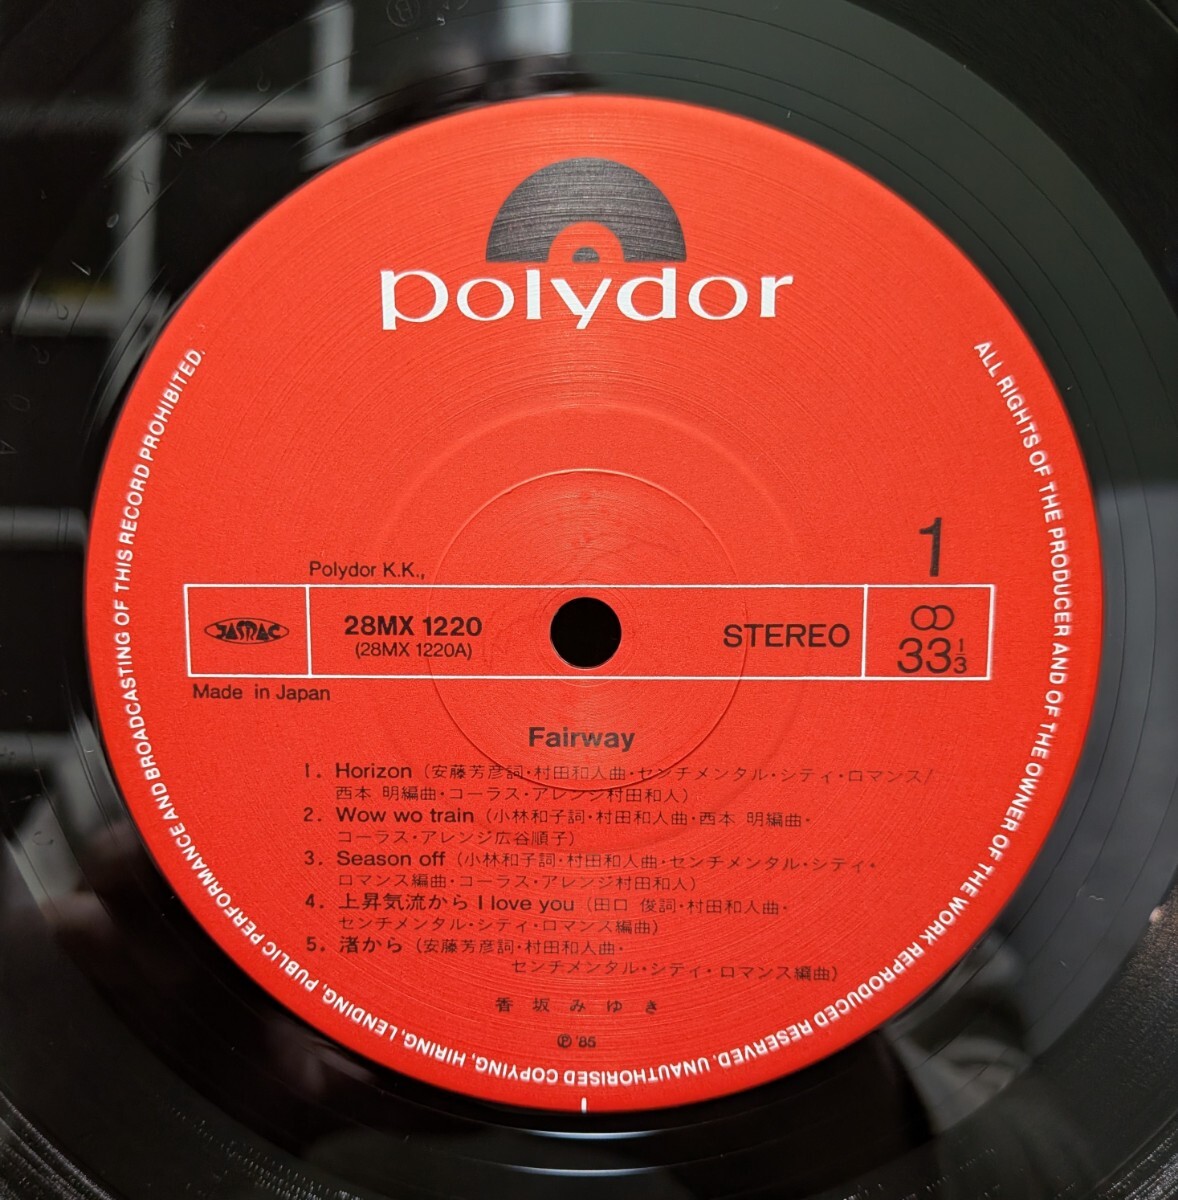 polydor
1
Polydor K.K.,
JASRAC
28MX 1220
(28MX 1220A)
STEREO
33 1/3
Made in Japan
Fairway
1. Horizon (安藤芳彦詞・村田和人曲・センチメンタル・シティ・ロマンス/
西本 明編曲・コーラス・アレンジ村田和人)
2. Wow wo train (小林和子詞・村田和人曲・西本 明編曲・
コーラス・アレンジ広谷順子)
3. Season off (小林和子詞・村田和人曲・センチメンタル・シティ・
ロマンス編曲・コーラス・アレンジ村田和人)
4. 上昇気流から I love you (田口 俊詞・村田和人曲・
センチメンタル・シティ・ロマンス編曲)
5. 渚から (安藤芳彦詞・村田和人曲・
センチメンタル・シティ・ロマンス編曲)
香坂みゆき
Ⓟ '85
ALL RIGHTS OF THE PRODUCER AND OF THE OWNER OF THE WORK REPRODUCED RESERVED. UNAUTHORISED COPYING, HIRING, LENDING, PUBLIC PERFORMANCE AND BROADCASTING OF THIS RECORD PROHIBITED.